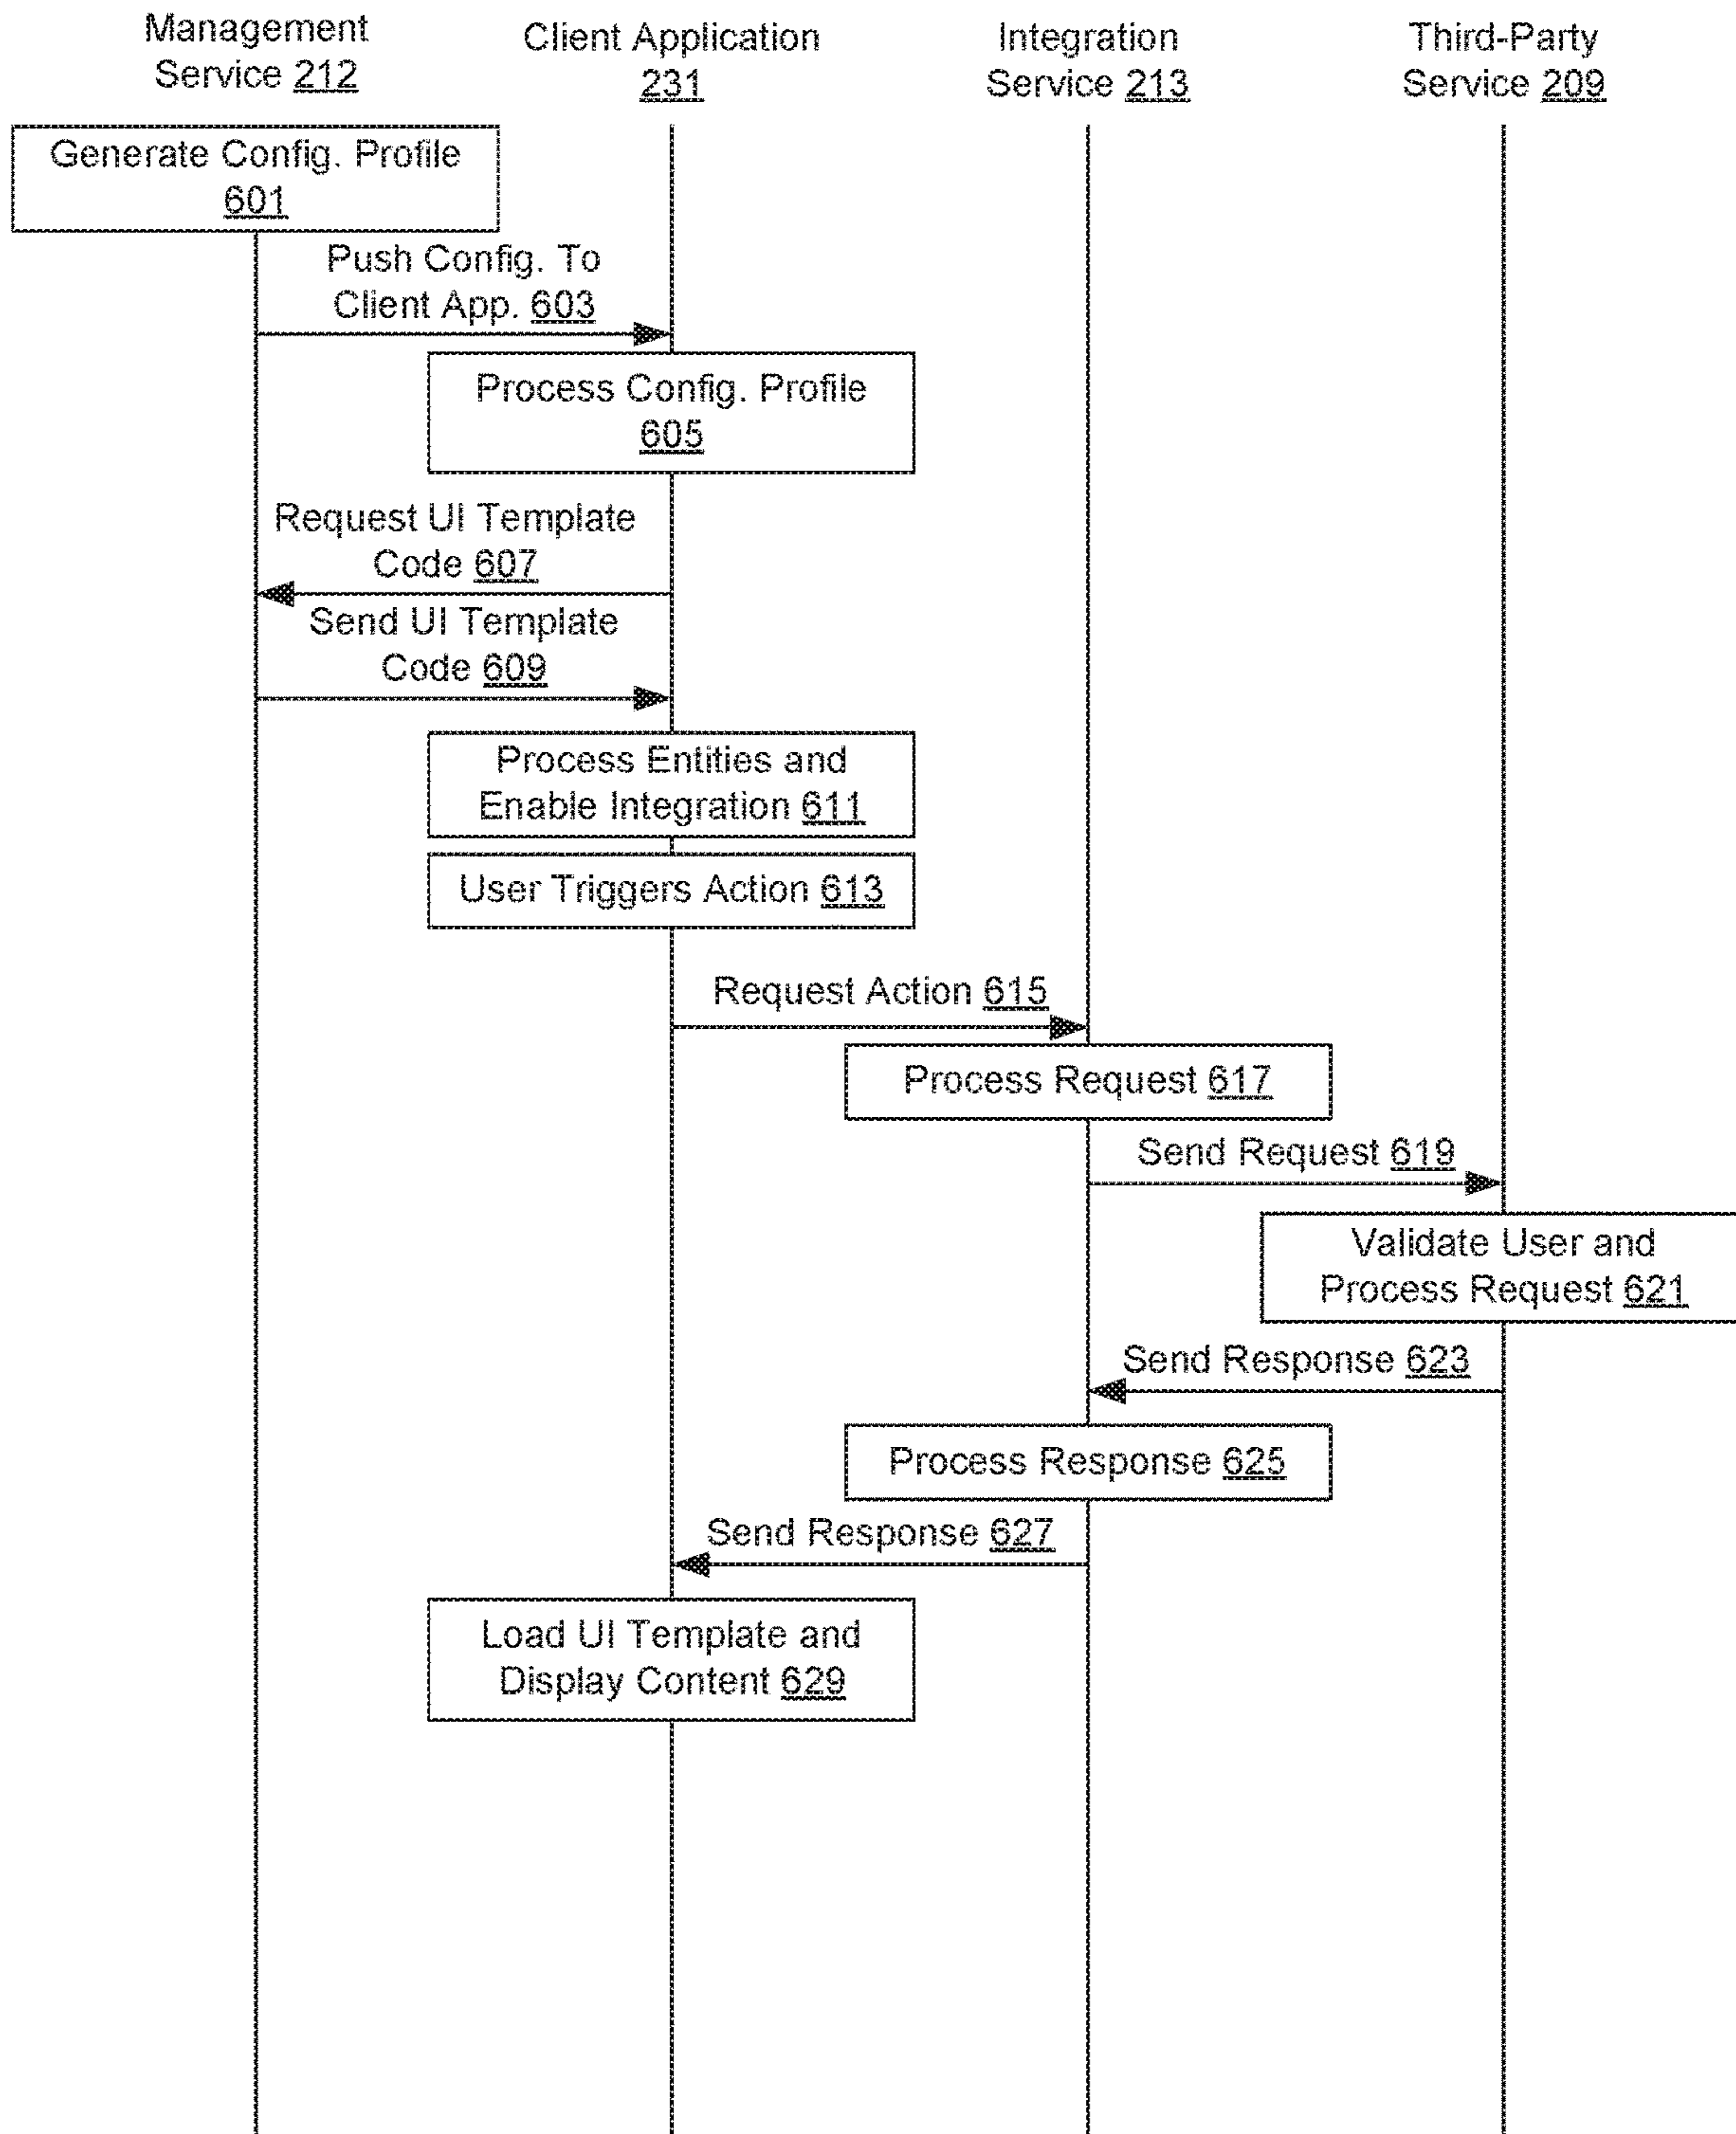 Management
Service 212
Client Application
231
Integration
Service 213
Third-Party
Service 209
Generate Config. Profile
601
Push Config. To
Client App. 603
Process Config. Profile
605
Request UI Template
Code 607
Send UI Template
Code 609
Process Entities and
Enable Integration 611
User Triggers Action 613
Request Action 615
Process Request 617
Send Request 619
Validate User and
Process Request 621
Send Response 623
Process Response 625
Send Response 627
Load UI Template and
Display Content 629